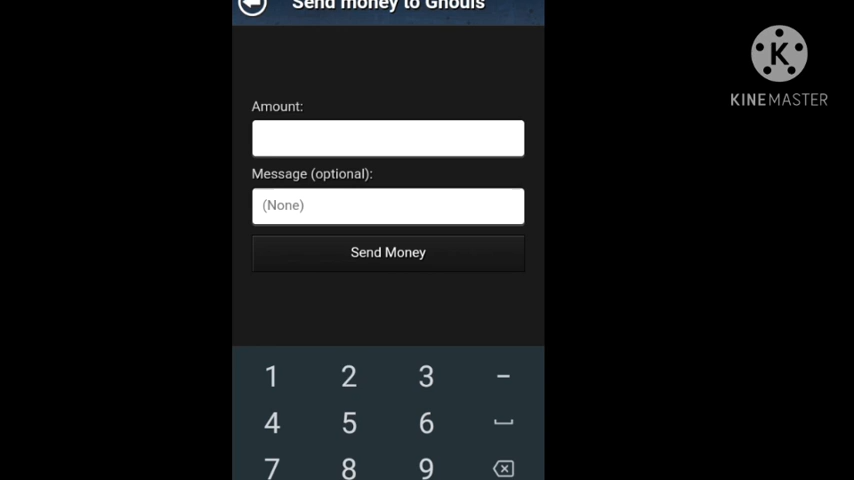 Send money to Ghouls
K
KINEMASTER
Amount:
Message (optional):
(None)
Send Money
1 2 3 -
4 5 6
7 8 9